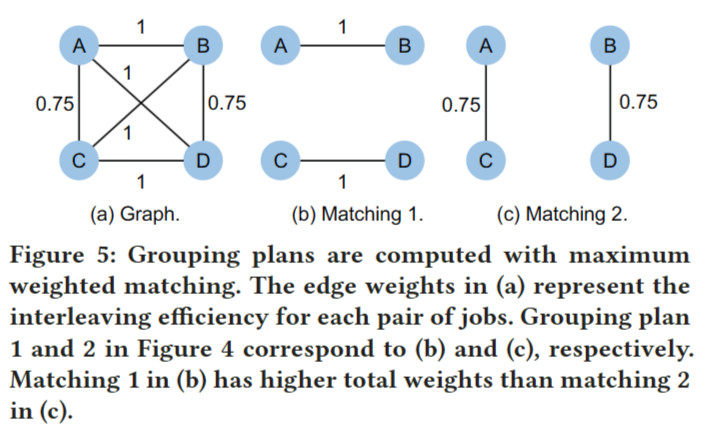 1
A B A B A B
1
0.75 0.75 0.75 0.75
1
C D C D C D
1 1
(a) Graph. (b) Matching 1. (c) Matching 2.
Figure 5: Grouping plans are computed with maximum
weighted matching. The edge weights in (a) represent the
interleaving efficiency for each pair of jobs. Grouping plan
1 and 2 in Figure 4 correspond to (b) and (c), respectively.
Matching 1 in (b) has higher total weights than matching 2
in (c).